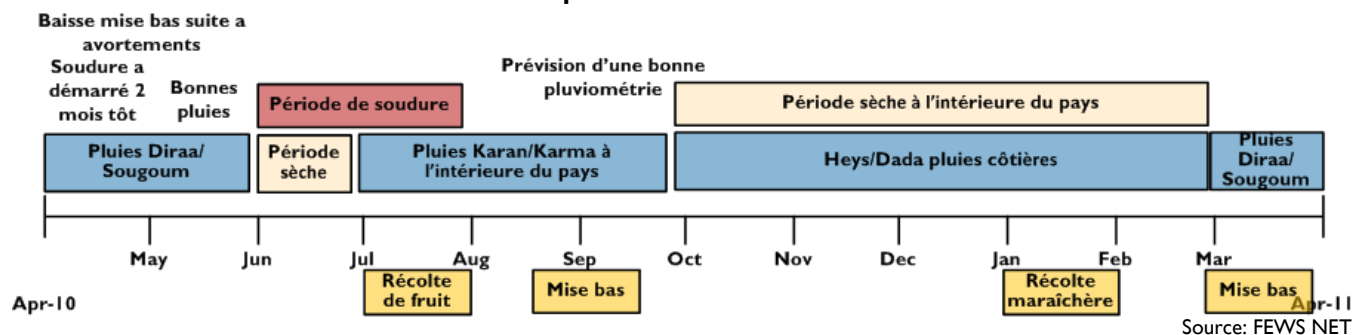 Baisse mise bas suite a
avortements
Soudure a
démarré 2
mois tôt
Bonnes
pluies
Prévision d'une bonne
pluviométrie
Période de soudure
Période sèche à l'intérieure du pays
Pluies Diraa/
Sougoum
Période
sèche
Pluies Karan/Karma à
l'intérieure du pays
Heys/Dada pluies côtières
Pluies
Diraa/
Sougoum
May
Jun
Jul
Aug
Sep
Oct
Nov
Dec
Jan
Feb
Mar
Récolte
de fruit
Mise bas
Récolte
maraîchère
Mise bas
Apr-10
Apr-11
Source: FEWS NET